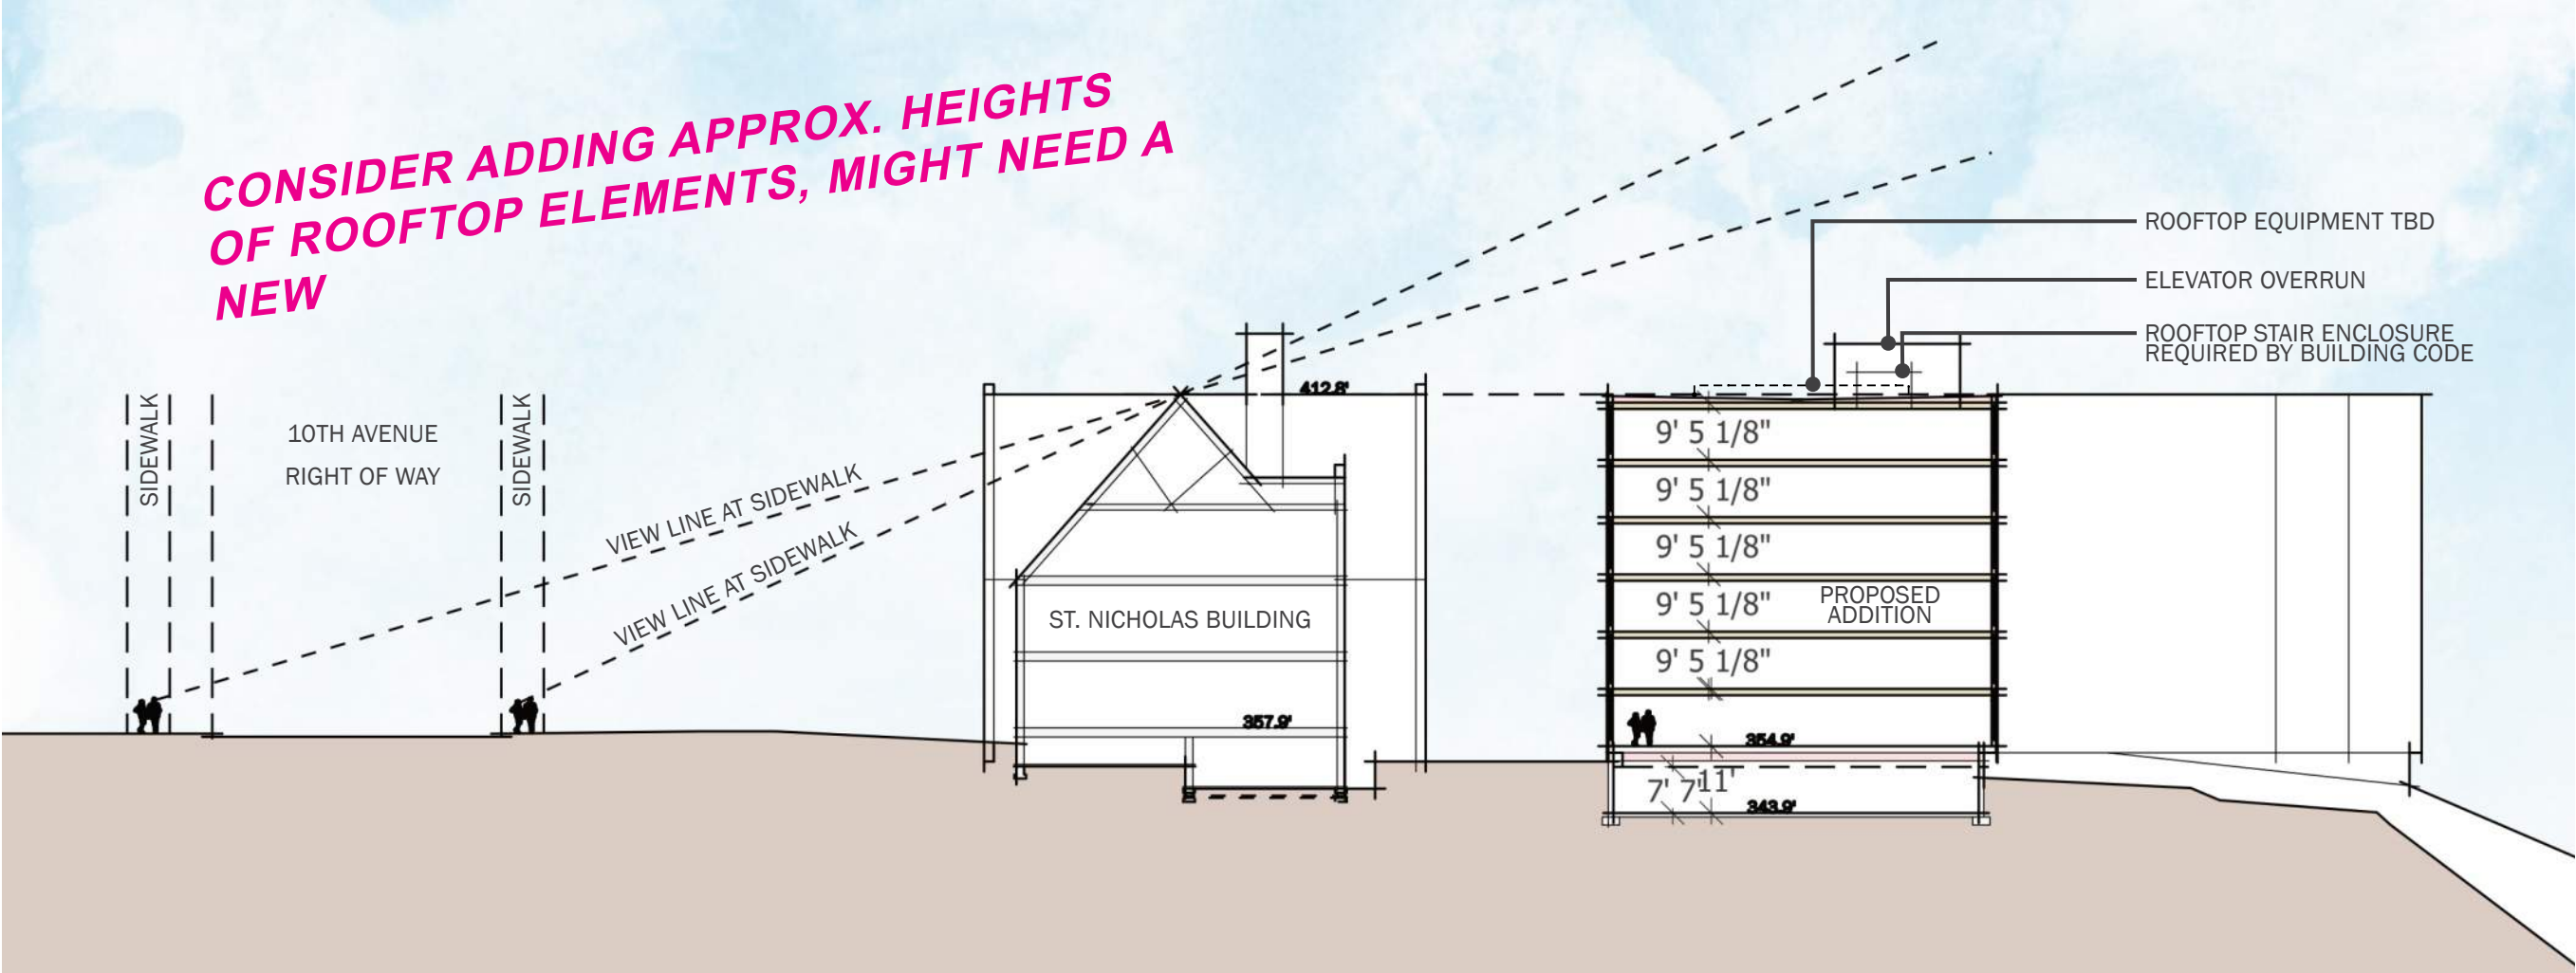 CONSIDER ADDING APPROX. HEIGHTS
OF ROOFTOP ELEMENTS, MIGHT NEED A
NEW
ROOFTOP EQUIPMENT TBD
ELEVATOR OVERRUN
ROOFTOP STAIR ENCLOSURE
REQUIRED BY BUILDING CODE
SIDEWALK
10TH AVENUE
RIGHT OF WAY
SIDEWALK
VIEW LINE AT SIDEWALK
VIEW LINE AT SIDEWALK
412.8'
ST. NICHOLAS BUILDING
357.9'
9' 5 1/8"
9' 5 1/8"
9' 5 1/8"
9' 5 1/8"
9' 5 1/8"
PROPOSED
ADDITION
354.9'
7' 7"
11'
343.9'